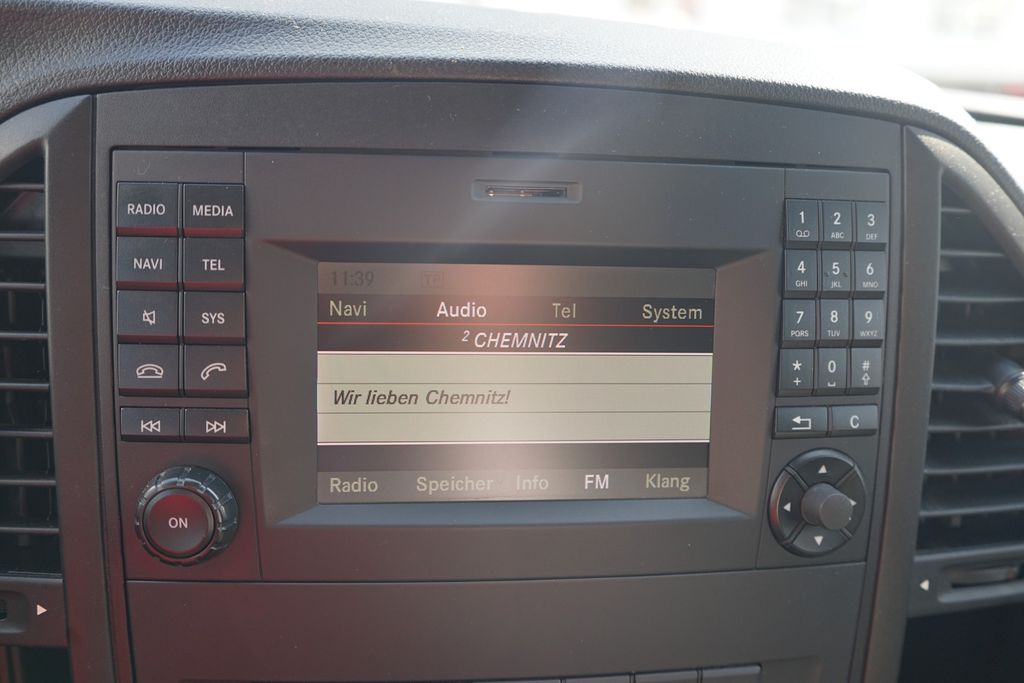 RADIO MEDIA
NAVI TEL
SYS
ON
11:39 TP
Navi Audio Tel System
2 CHEMNITZ
Wir lieben Chemnitz!
Radio Speicher Info FM Klang
1 2 ABC 3 DEF
4 GHI 5 JKL 6 MNO
7 PQRS 8 TUV 9 WXYZ
* + 0 #
C